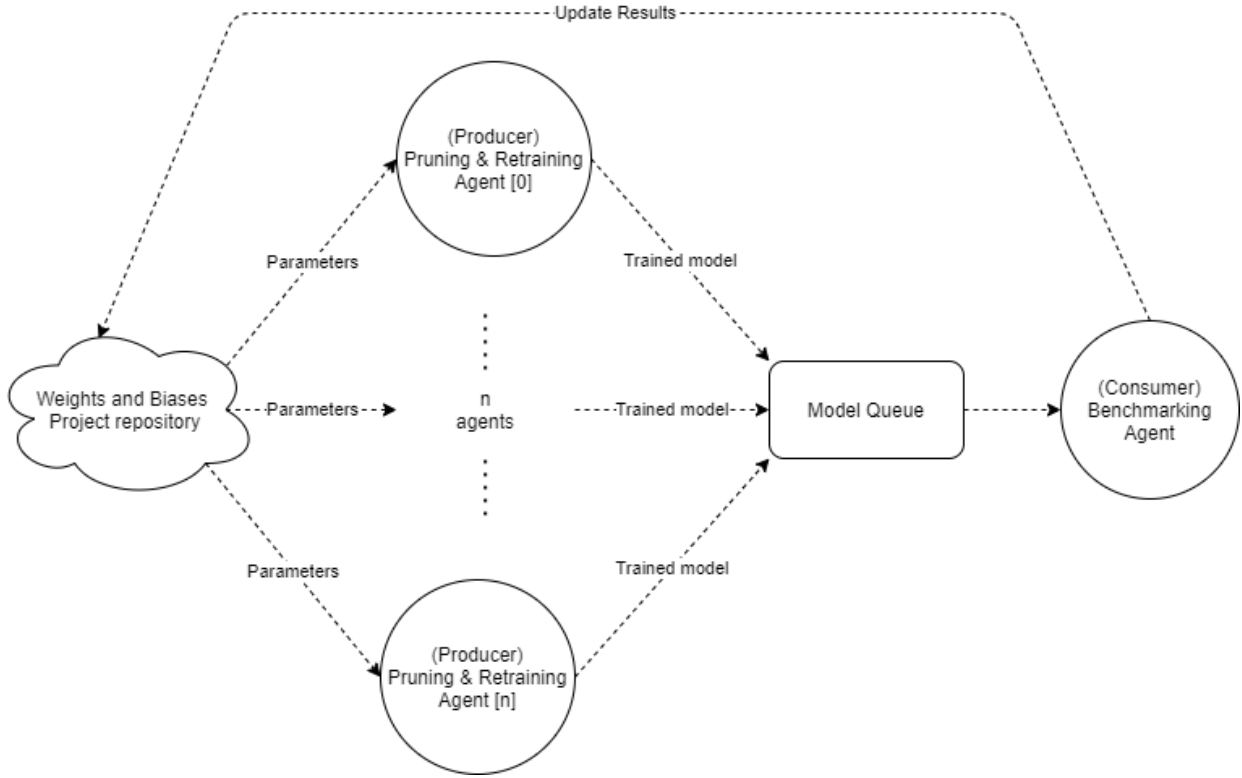 Update Results
(Producer)
Pruning & Retraining
Agent [0]
Parameters
Trained model
Weights and Biases
Project repository
Parameters
n
agents
Trained model
Model Queue
(Consumer)
Benchmarking
Agent
Parameters
Trained model
(Producer)
Pruning & Retraining
Agent [n]